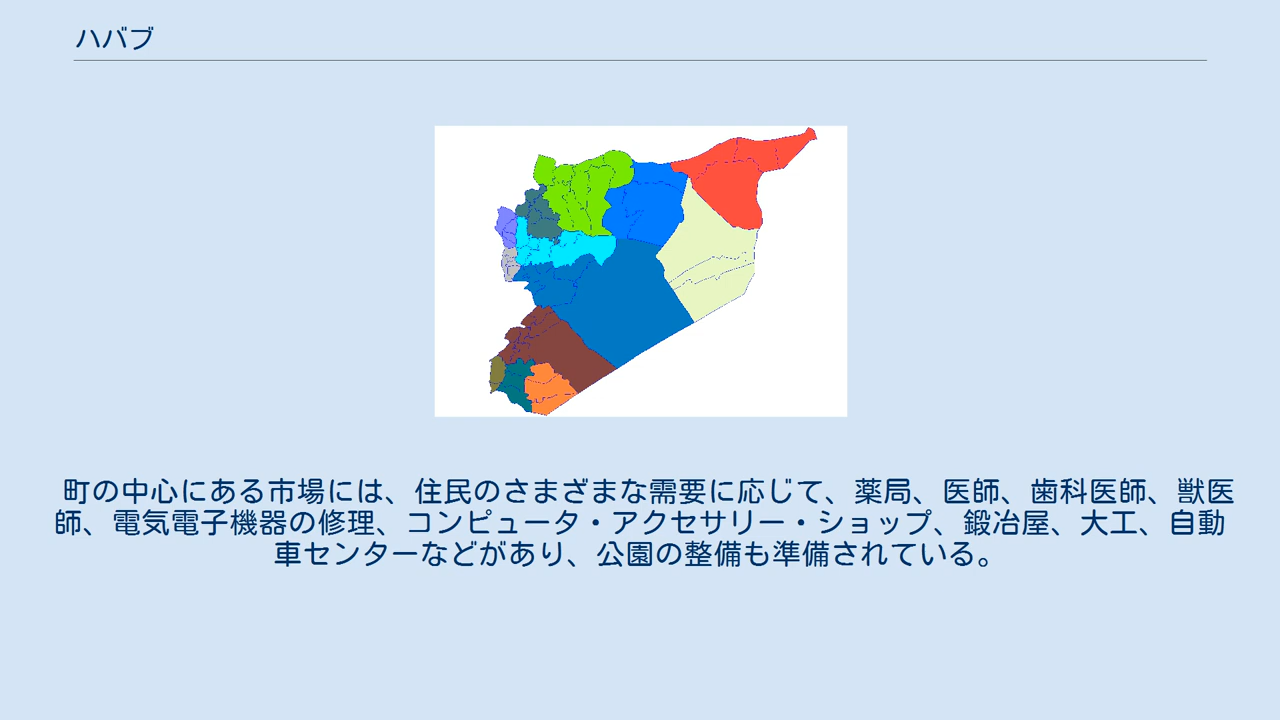 ハバブ
町の中心にある市場には、住民のさまざまな需要に応じて、薬局、医師、歯科医師、獣医
師、電気電子機器の修理、コンピュータ・アクセサリー・ショップ、鍛冶屋、大工、自動
車センターなどがあり、公園の整備も準備されている。